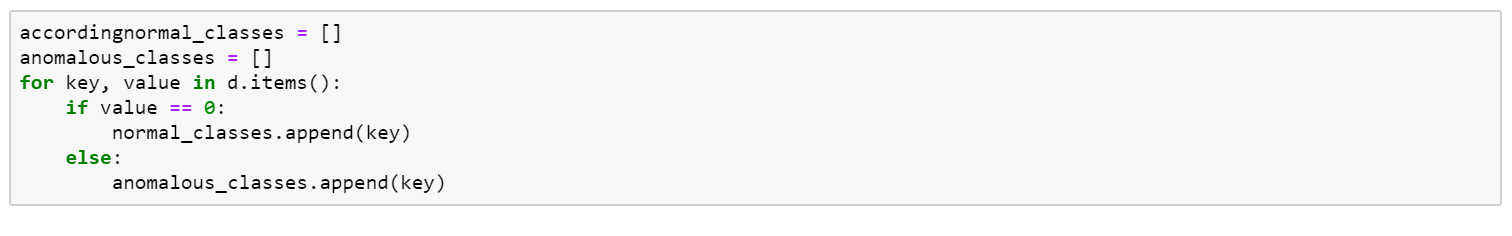 accordingnormal_classes = []
anomalous_classes = []
for key, value in d.items():
    if value == 0:
        normal_classes.append(key)
    else:
        anomalous_classes.append(key)